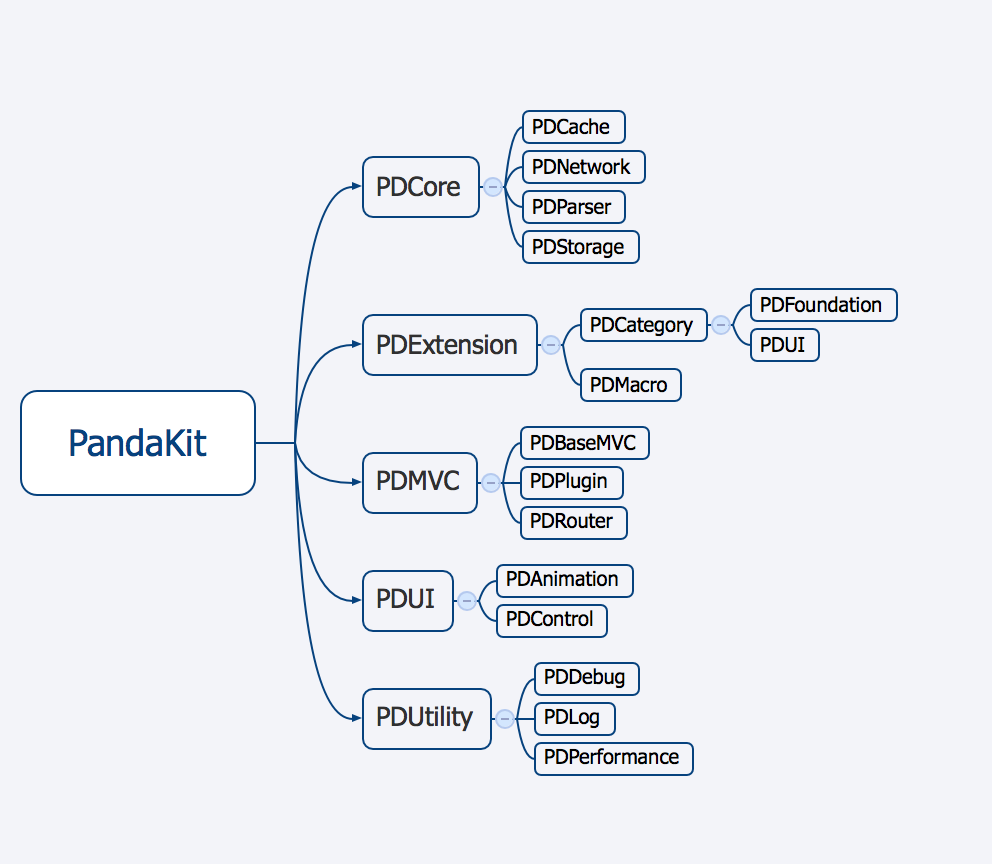 PandaKit
PDCore
PDCache
PDNetwork
PDParser
PDStorage
PDExtension
PDCategory
PDFoundation
PDUI
PDMacro
PDMVC
PDBaseMVC
PDPlugin
PDRouter
PDUI
PDAnimation
PDControl
PDUtility
PDDebug
PDLog
PDPerformance